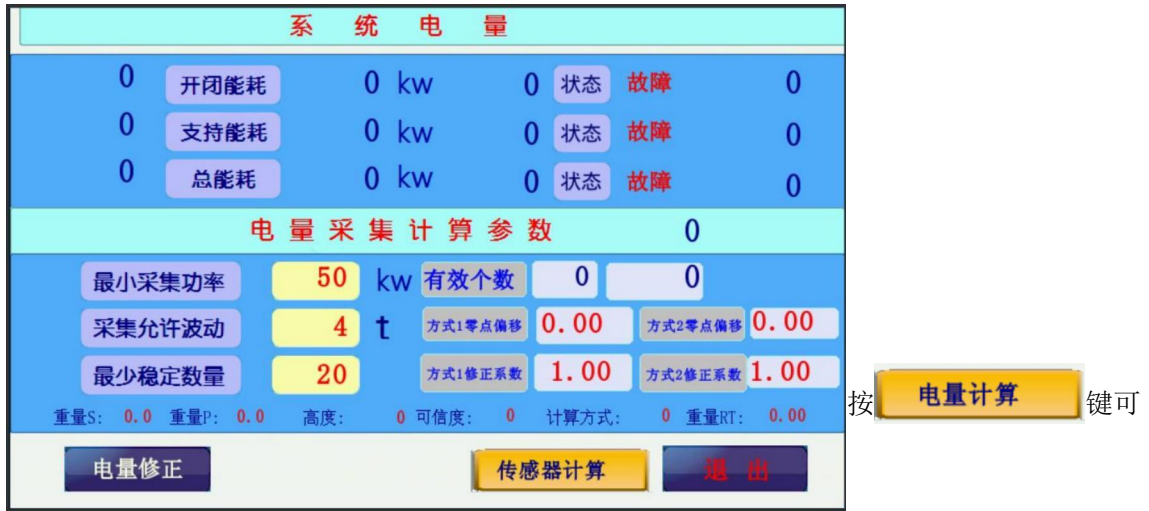 系统电量
0 开闭能耗 0 kw 0 状态 故障 0
0 支持能耗 0 kw 0 状态 故障 0
0 总能耗 0 kw 0 状态 故障 0
电量采集计算参数 0
最小采集功率 50 kw 有效个数 0 0
采集允许波动 4 t 方式1零点偏移 0.00 方式2零点偏移 0.00
最少稳定数量 20 方式1修正系数 1.00 方式2修正系数 1.00
重量S: 0.0 重量P: 0.0 高度: 0 可信度: 0 计算方式: 0 重量RT: 0.00
电量修正 传感器计算 退出
按 电量计算 键可